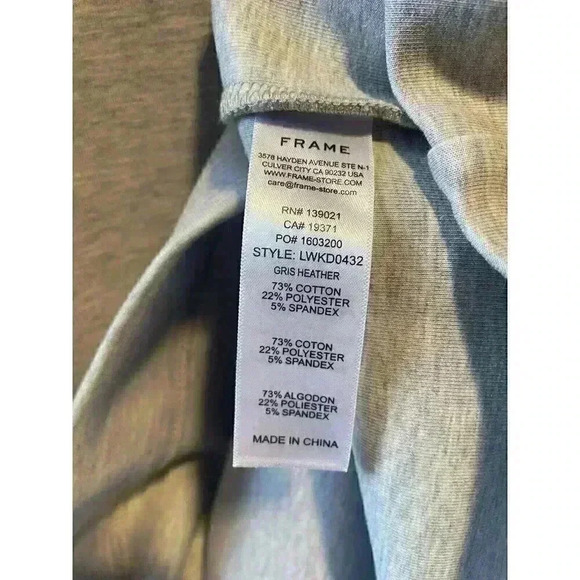 FRAME
3578 HAYDEN AVENUE STE N-1
CULVER CITY CA 90232 USA
WWW.FRAME-STORE.COM
care@frame-store.com
RN# 139021
CA# 19371
PO# 1603200
STYLE: LWKD0432
GRIS HEATHER
73% COTTON
22% POLYESTER
5% SPANDEX
73% COTON
22% POLYESTER
5% SPANDEX
73% ALGODON
22% POLIESTER
5% SPANDEX
MADE IN CHINA